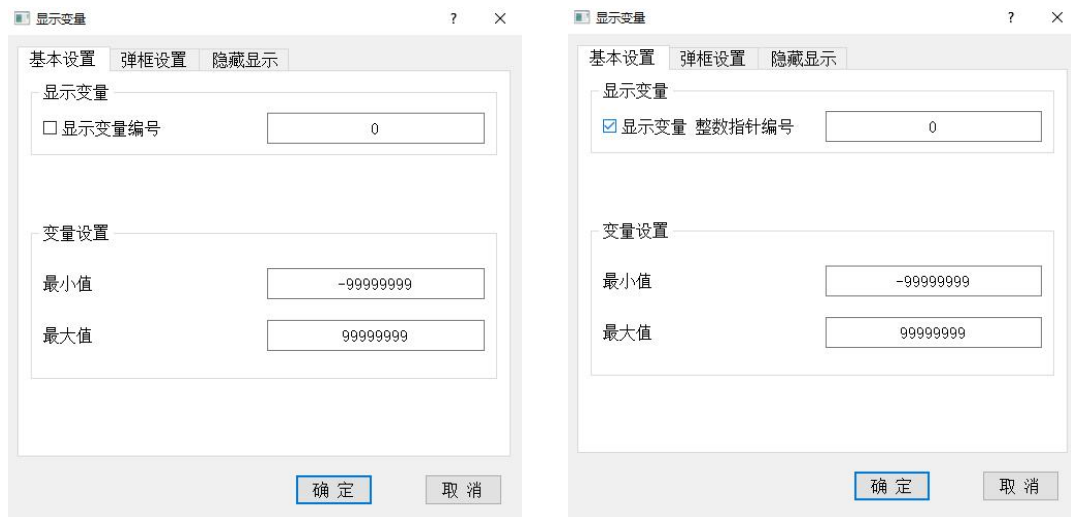 显示变量 ? ×
基本设置 弹框设置 隐藏显示
显示变量
显示变量编号 0
变量设置
最小值 -99999999
最大值 99999999
确定 取消
显示变量 ? ×
基本设置 弹框设置 隐藏显示
显示变量
显示变量 整数指针编号 0
变量设置
最小值 -99999999
最大值 99999999
确定 取消